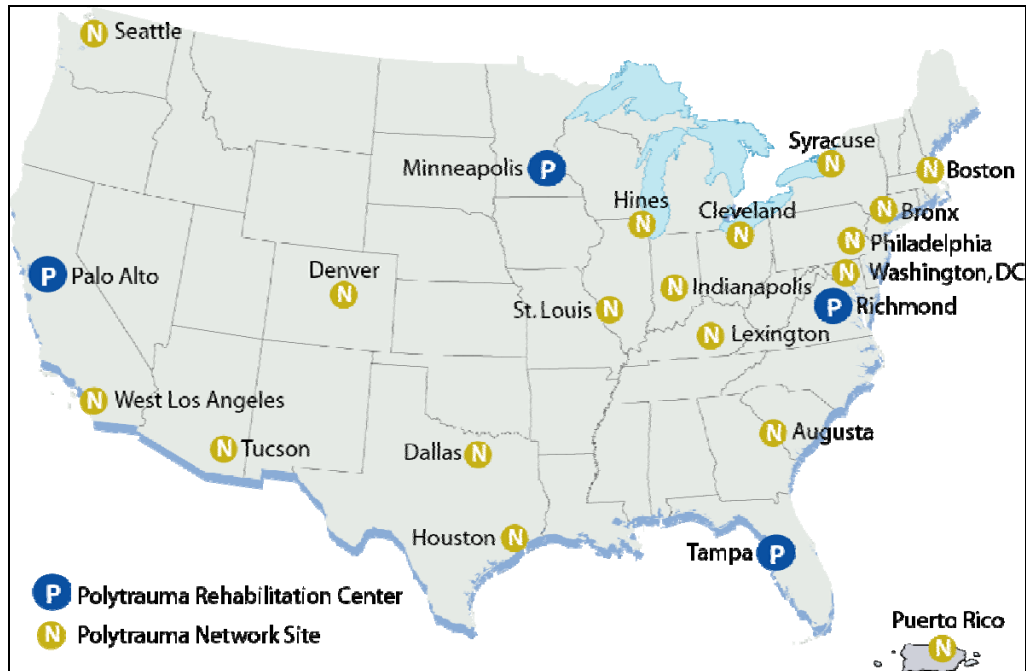 N Seattle
Syracuse
N
Minneapolis P
N Boston
Hines
N
Cleveland
N
N Bronx
N Philadelphia
P Palo Alto
Denver
N
N Washington, DC
N Indianapolis
St. Louis N
P Richmond
N Lexington
N West Los Angeles
N Tucson
Dallas N
N Augusta
Houston N
Tampa P
P Polytrauma Rehabilitation Center
N Polytrauma Network Site
Puerto Rico
N